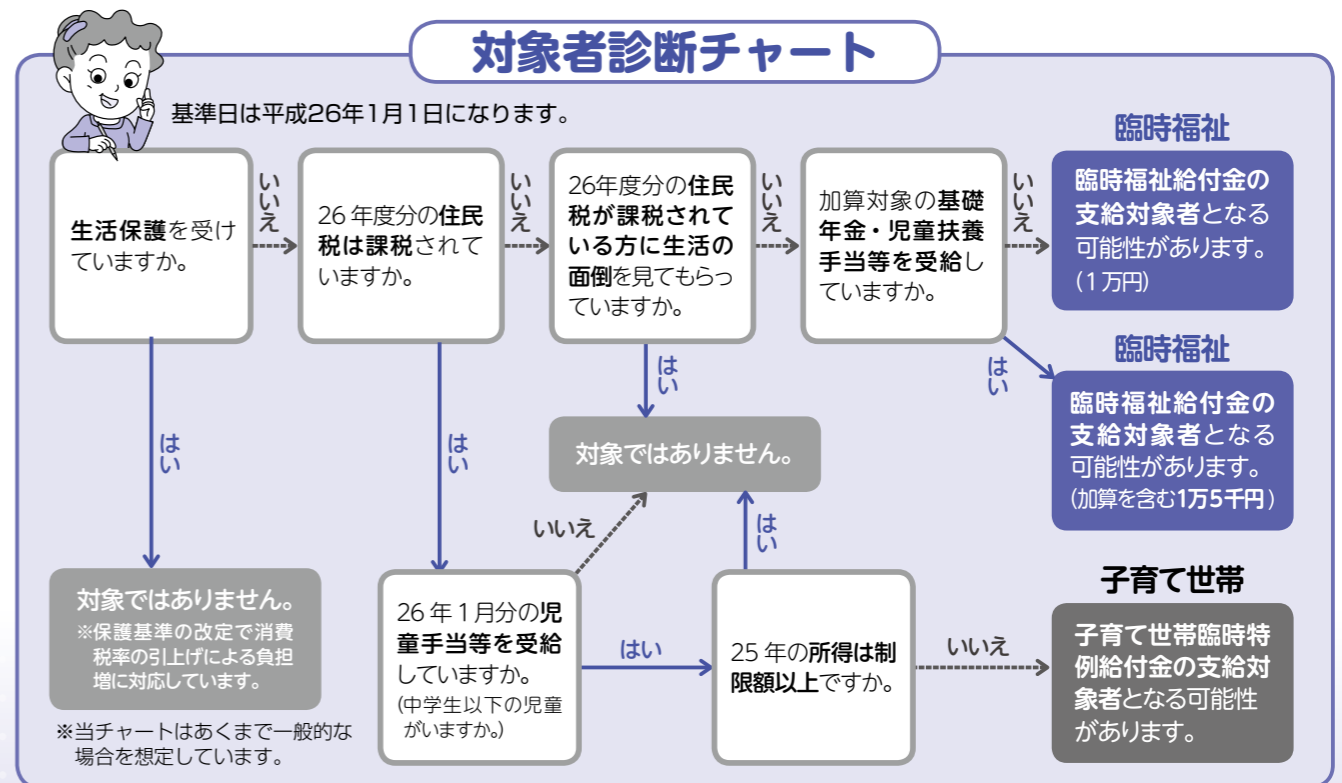 対象者診断チャート
基準日は平成26年1月1日になります。
生活保護を受け
ていますか。
いいえ
26年度分の住民
税は課税されて
いますか。
いいえ
26年度分の住民
税が課税されて
いる方に生活の
面倒を見てもらっ
ていますか。
いいえ
加算対象の基礎
年金・児童扶養
手当等を受給し
ていますか。
いいえ
臨時福祉
臨時福祉給付金の
支給対象者となる
可能性があります。
(1万円)
はい
臨時福祉
臨時福祉給付金の
支給対象者となる
可能性があります。
(加算を含む1万5千円)
はい
はい
はい
対象ではありません。
いいえ
はい
対象ではありません。
※保護基準の改定で消費
税率の引上げによる負担
増に対応しています。
※当チャートはあくまで一般的な
場合を想定しています。
26年1月分の児
童手当等を受給
していますか。
(中学生以下の児童
がいますか。)
はい
25年の所得は制
限額以上ですか。
いいえ
子育て世帯
子育て世帯臨時特
例給付金の支給対
象者となる可能性
があります。